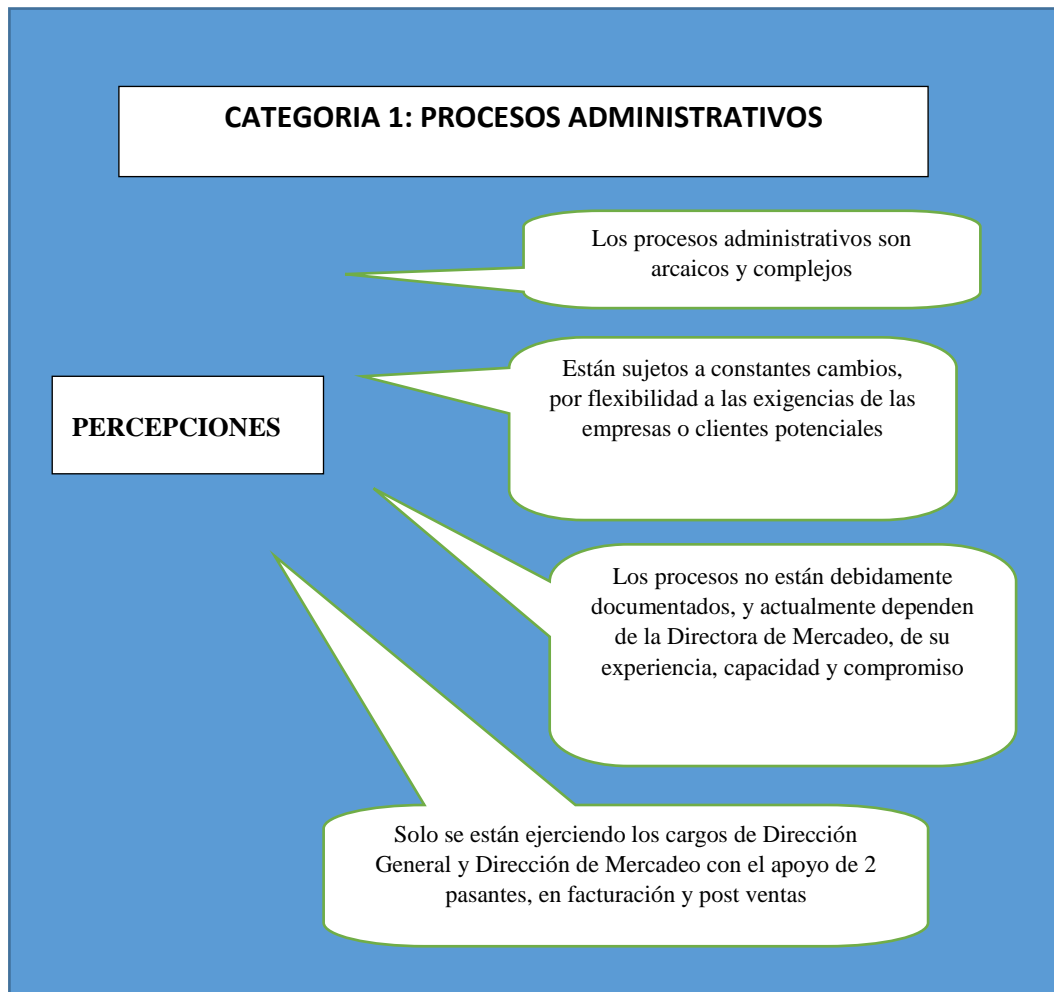 CATEGORIA 1: PROCESOS ADMINISTRATIVOS
Los procesos administrativos son
arcaicos y complejos
Están sujetos a constantes cambios,
por flexibilidad a las exigencias de las
empresas o clientes potenciales
PERCEPCIONES
Los procesos no están debidamente
documentados, y actualmente dependen
de la Directora de Mercadeo, de su
experiencia, capacidad y compromiso
Solo se están ejerciendo los cargos de Dirección
General y Dirección de Mercadeo con el apoyo de 2
pasantes, en facturación y post ventas